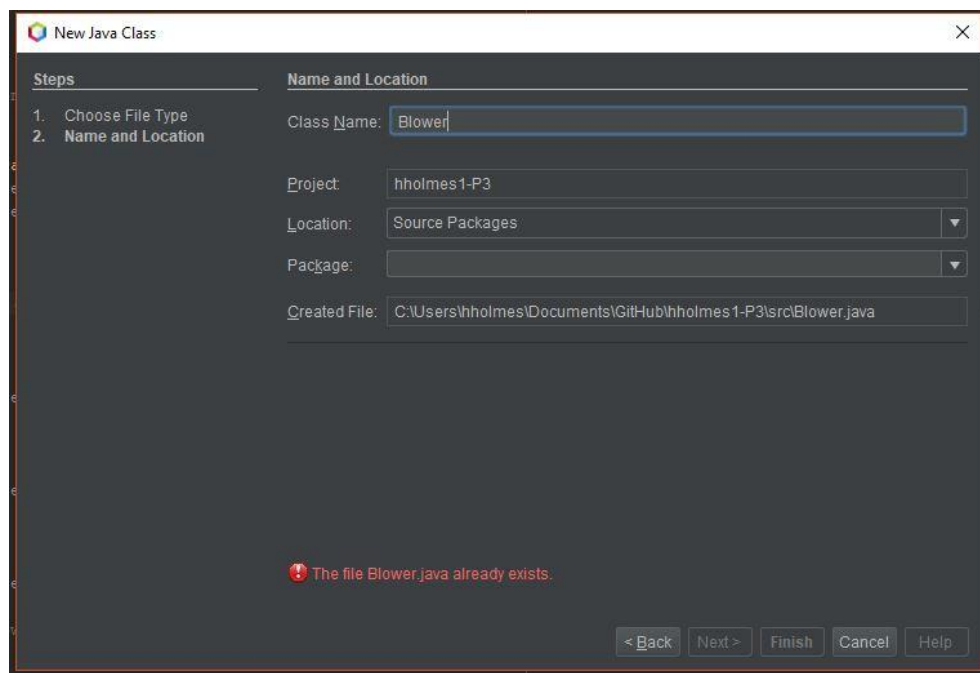 New Java Class
Steps
1. Choose File Type
2. Name and Location
Name and Location
Class Name: Blower
Project: hholmes1-P3
Location: Source Packages
Package:
Created File: C:\Users\hholmes\Documents\GitHub\hholmes1-P3\src\Blower.java
The file Blower.java already exists.
< Back Next > Finish Cancel Help